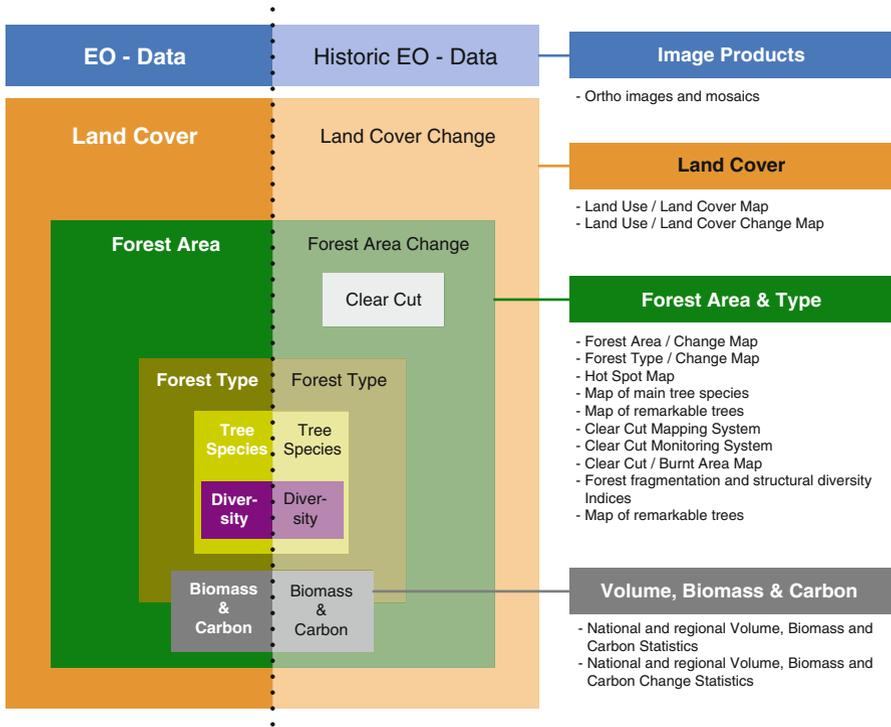 EO - Data
Historic EO - Data
Land Cover
Land Cover Change
Forest Area
Forest Area Change
Clear Cut
Forest Type
Forest Type
Tree
Species
Tree
Species
Diver-
sity
Diver-
sity
Biomass
&
Carbon
Biomass
&
Carbon
Image Products
- Ortho images and mosaics
Land Cover
- Land Use / Land Cover Map
- Land Use / Land Cover Change Map
Forest Area & Type
- Forest Area / Change Map
- Forest Type / Change Map
- Hot Spot Map
- Map of main tree species
- Map of remarkable trees
- Clear Cut Mapping System
- Clear Cut Monitoring System
- Clear Cut / Burnt Area Map
- Forest fragmentation and structural diversity
Indices
- Map of remarkable trees
Volume, Biomass & Carbon
- National and regional Volume, Biomass and
Carbon Statistics
- National and regional Volume, Biomass and
Carbon Change Statistics